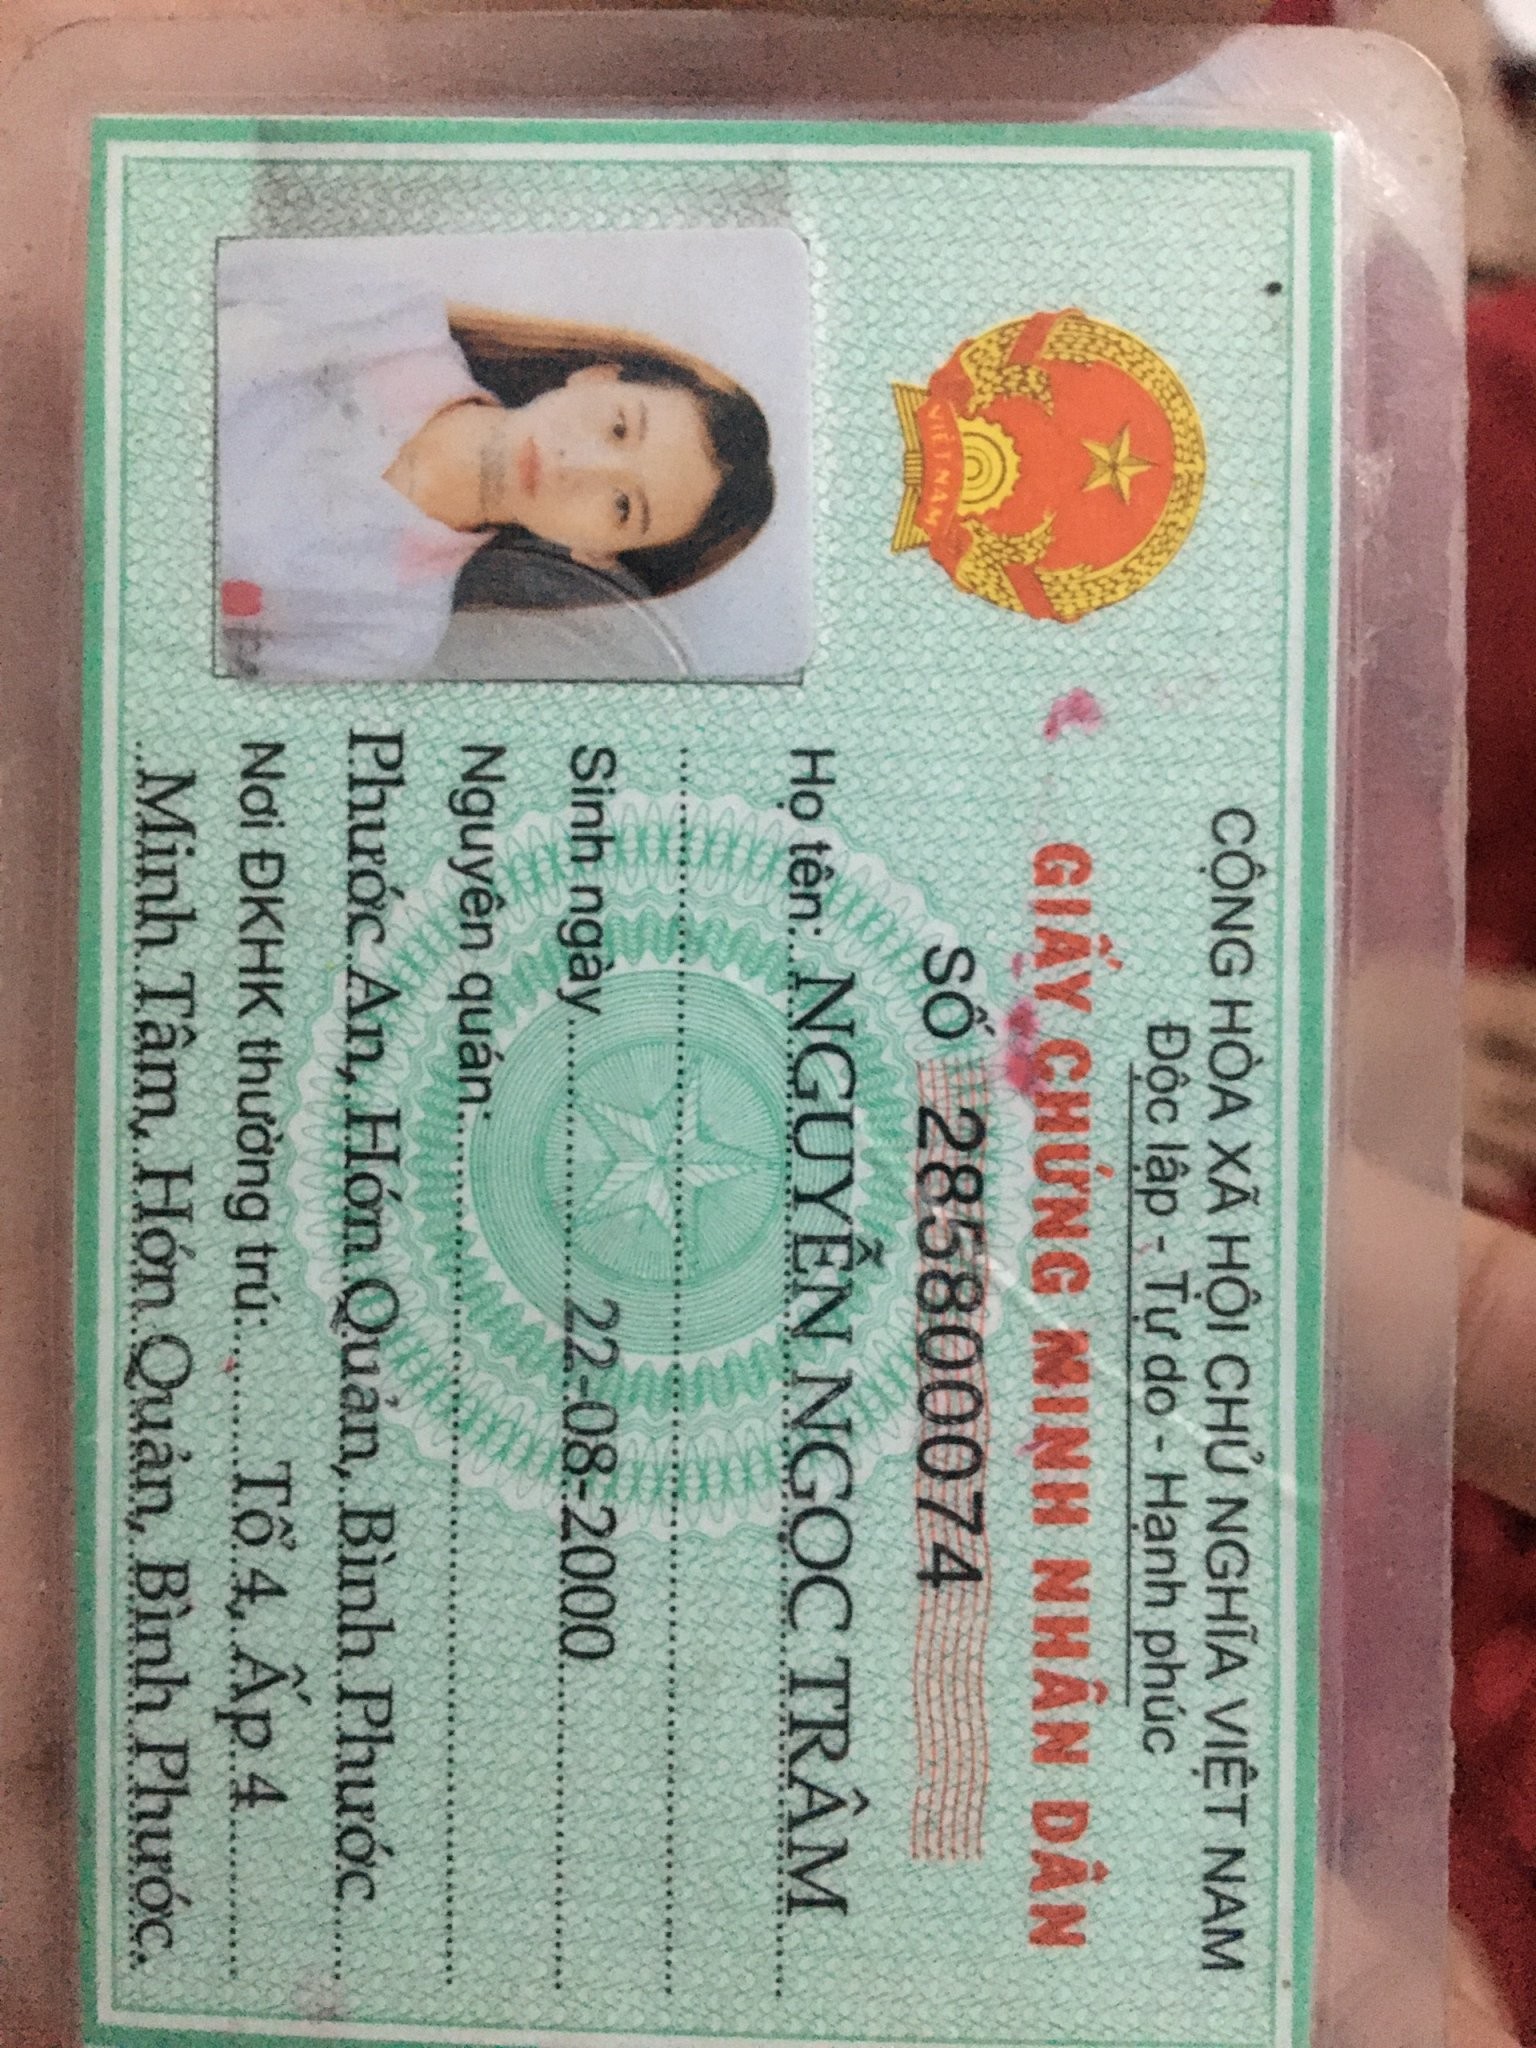 CỘNG HÒA XÃ HỘI CHỦ NGHĨA VIỆT NAM
Độc lập - Tự do - Hạnh phúc
GIẤY CHỨNG MINH NHÂN DÂN
SỐ 285800074
Họ tên: NGUYỄN NGỌC TRÂM
Sinh ngày 22-08-2000
Nguyên quán:
Phước An, Hớn Quản, Bình Phước
Nơi ĐKHK thường trú: Tổ 4, Ấp 4
Minh Tâm, Hớn Quản, Bình Phước.
VIỆT NAM